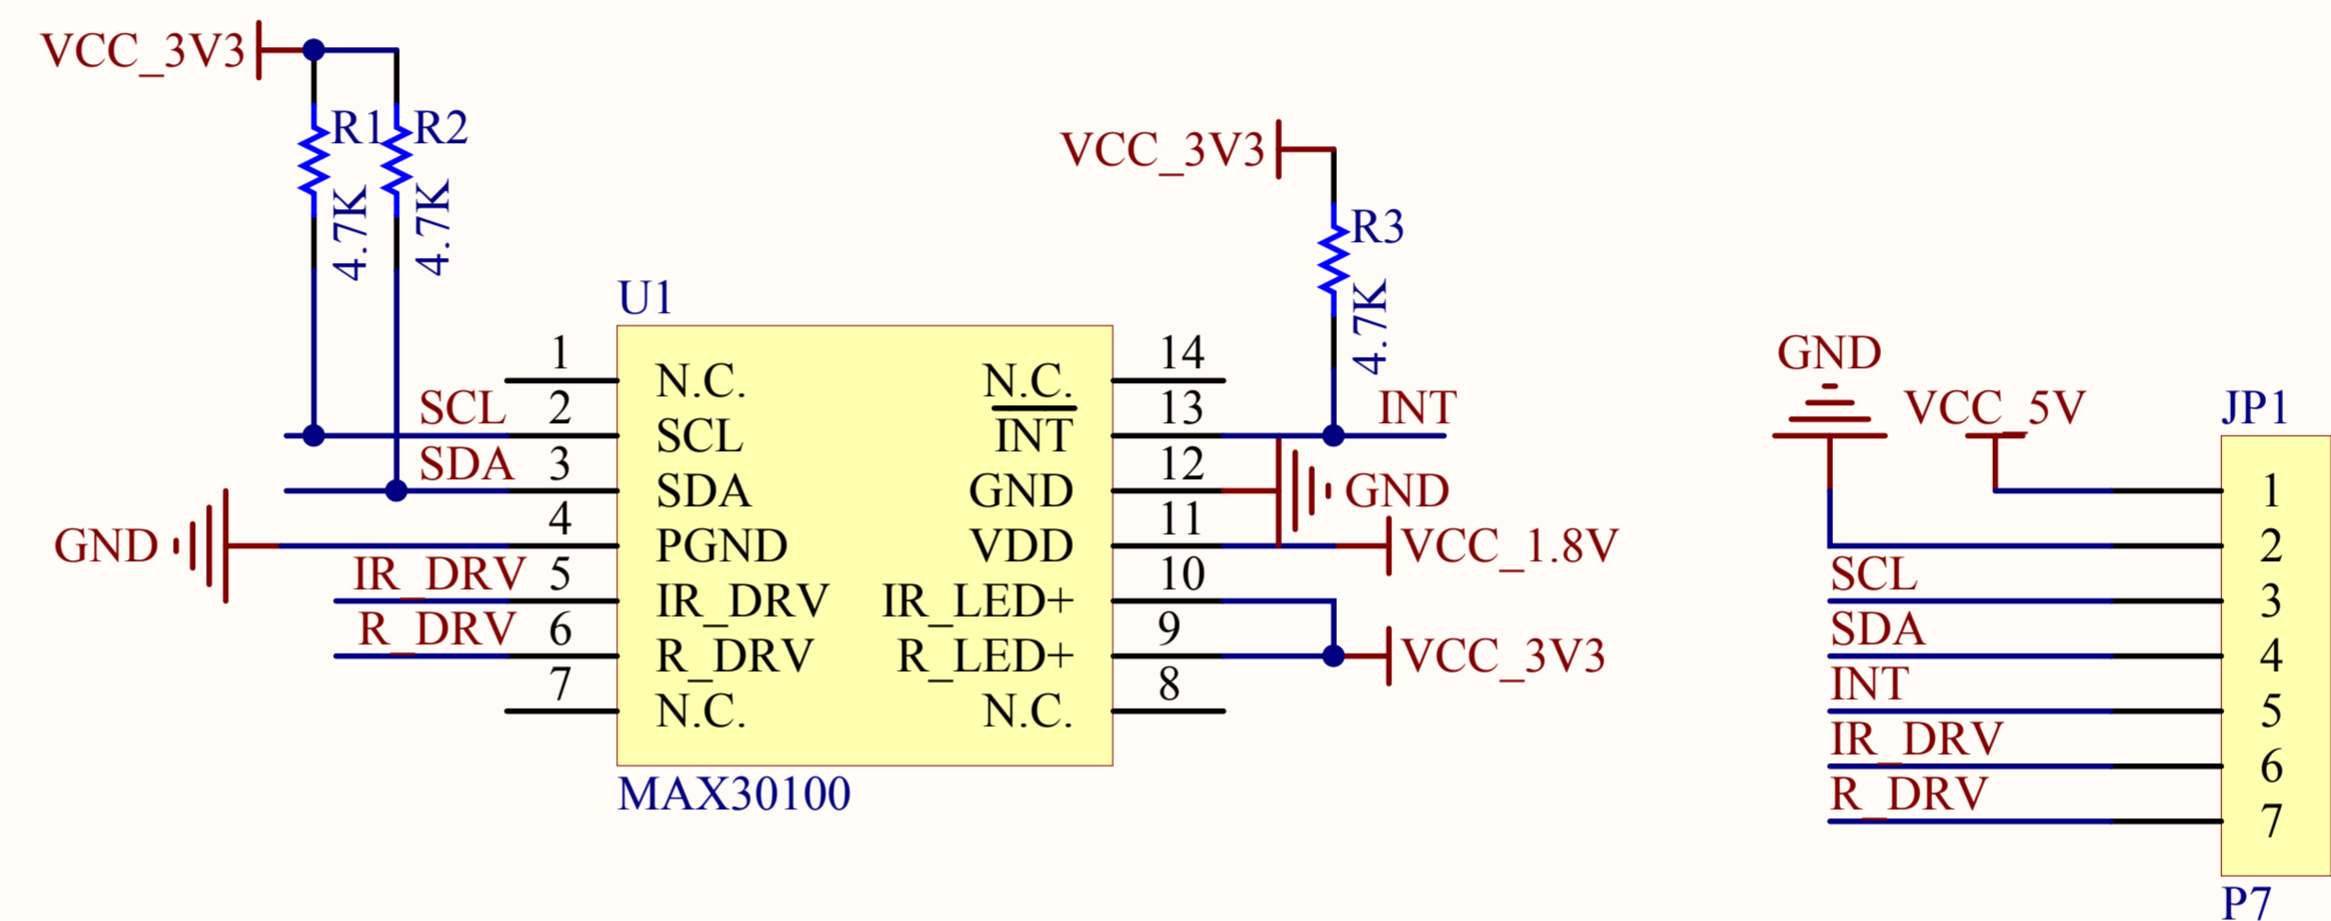 VCC_3V3
R1
R2
4.7K
4.7K
VCC_3V3
R3
4.7K
U1
1
N.C.
N.C.
14
SCL
2
SCL
INT
13
INT
SDA
3
SDA
GND
12
GND
GND
4
PGND
VDD
11
VCC_1.8V
IR_DRV
5
IR_DRV
IR_LED+
10
R_DRV
6
R_DRV
R_LED+
9
VCC_3V3
7
N.C.
N.C.
8
MAX30100
GND
VCC_5V
JP1
1
2
SCL
3
SDA
4
INT
5
IR_DRV
6
R_DRV
7
P7